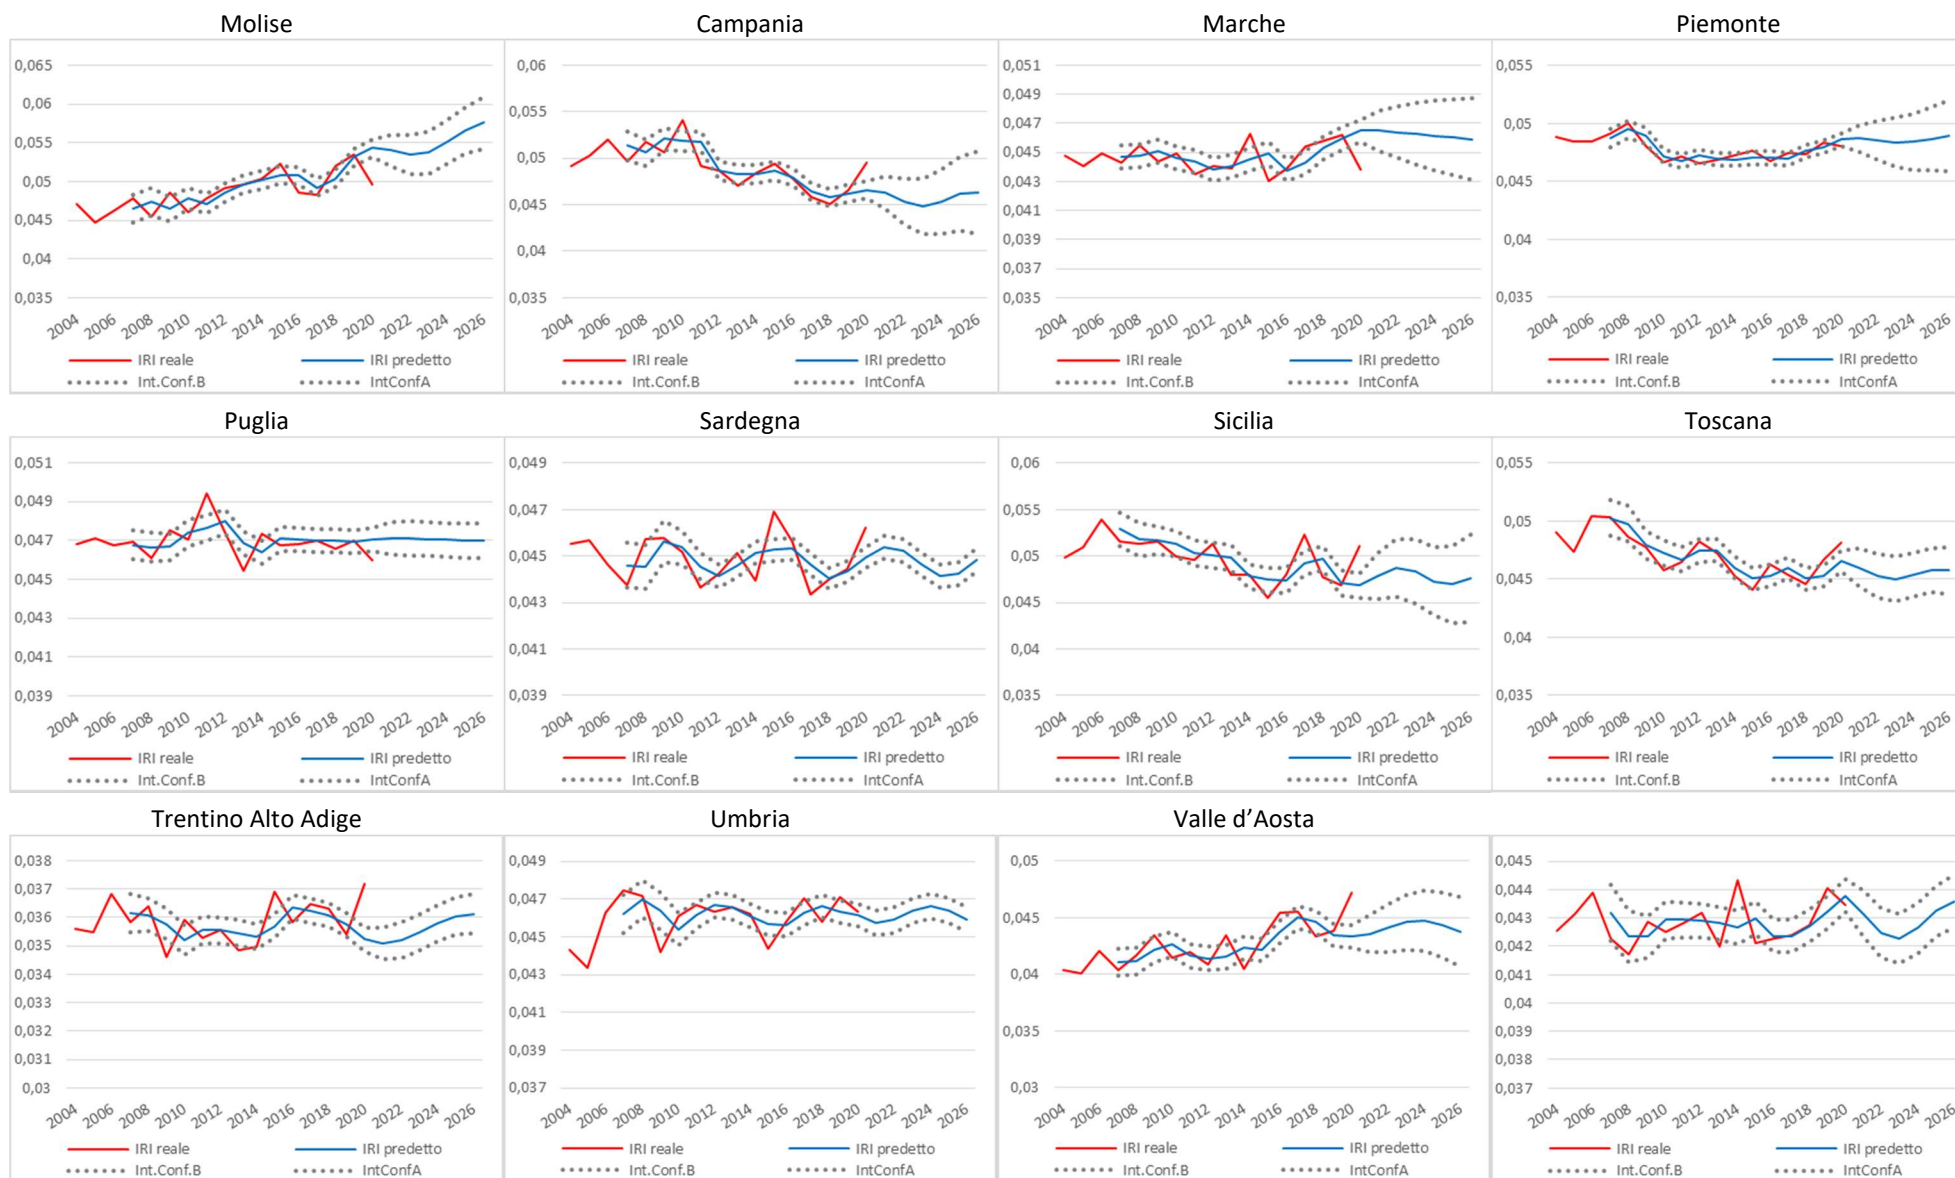 Molise Campania Marche Piemonte
0,065 0,06 0,051 0,055
0,06 0,055 0,049 0,05
0,055 0,05 0,047 0,045
0,05 0,045 0,045 0,04
0,045 0,04 0,043 0,035
0,04 0,035 0,041
0,035 0,039
0,037
0,035
2004 2006 2008 2010 2012 2014 2016 2018 2020 2022 2024 2026 2004 2006 2008 2010 2012 2014 2016 2018 2020 2022 2024 2026 2004 2006 2008 2010 2012 2014 2016 2018 2020 2022 2024 2026 2004 2006 2008 2010 2012 2014 2016 2018 2020 2022 2024 2026
IRI reale IRI predetto IRI reale IRI predetto IRI reale IRI predetto IRI reale IRI predetto
Int.Conf.B IntConfA Int.Conf.B IntConfA Int.Conf.B IntConfA Int.Conf.B IntConfA
Puglia Sardegna Sicilia Toscana
0,051 0,049 0,06 0,055
0,049 0,047 0,055 0,05
0,047 0,045 0,05 0,045
0,045 0,043 0,045 0,04
0,043 0,041 0,04 0,035
0,041 0,039 0,035
0,039
2004 2006 2008 2010 2012 2014 2016 2018 2020 2022 2024 2026 2004 2006 2008 2010 2012 2014 2016 2018 2020 2022 2024 2026 2004 2006 2008 2010 2012 2014 2016 2018 2020 2022 2024 2026 2004 2006 2008 2010 2012 2014 2016 2018 2020 2022 2024 2026
IRI reale IRI predetto IRI reale IRI predetto IRI reale IRI predetto IRI reale IRI predetto
Int.Conf.B IntConfA Int.Conf.B IntConfA Int.Conf.B IntConfA Int.Conf.B IntConfA
Trentino Alto Adige Umbria Valle d’Aosta
0,038 0,049 0,05 0,045
0,037 0,047 0,045 0,044
0,036 0,045 0,04 0,043
0,035 0,043 0,035 0,042
0,034 0,041 0,03 0,041
0,033 0,039 0,04
0,032 0,037 0,039
0,031 0,038
0,03 0,037
2004 2006 2008 2010 2012 2014 2016 2018 2020 2022 2024 2026 2004 2006 2008 2010 2012 2014 2016 2018 2020 2022 2024 2026 2004 2006 2008 2010 2012 2014 2016 2018 2020 2022 2024 2026 2004 2006 2008 2010 2012 2014 2016 2018 2020 2022 2024 2026
IRI reale IRI predetto IRI reale IRI predetto IRI reale IRI predetto IRI reale IRI predetto
Int.Conf.B IntConfA Int.Conf.B IntConfA Int.Conf.B IntConfA Int.Conf.B IntConfA